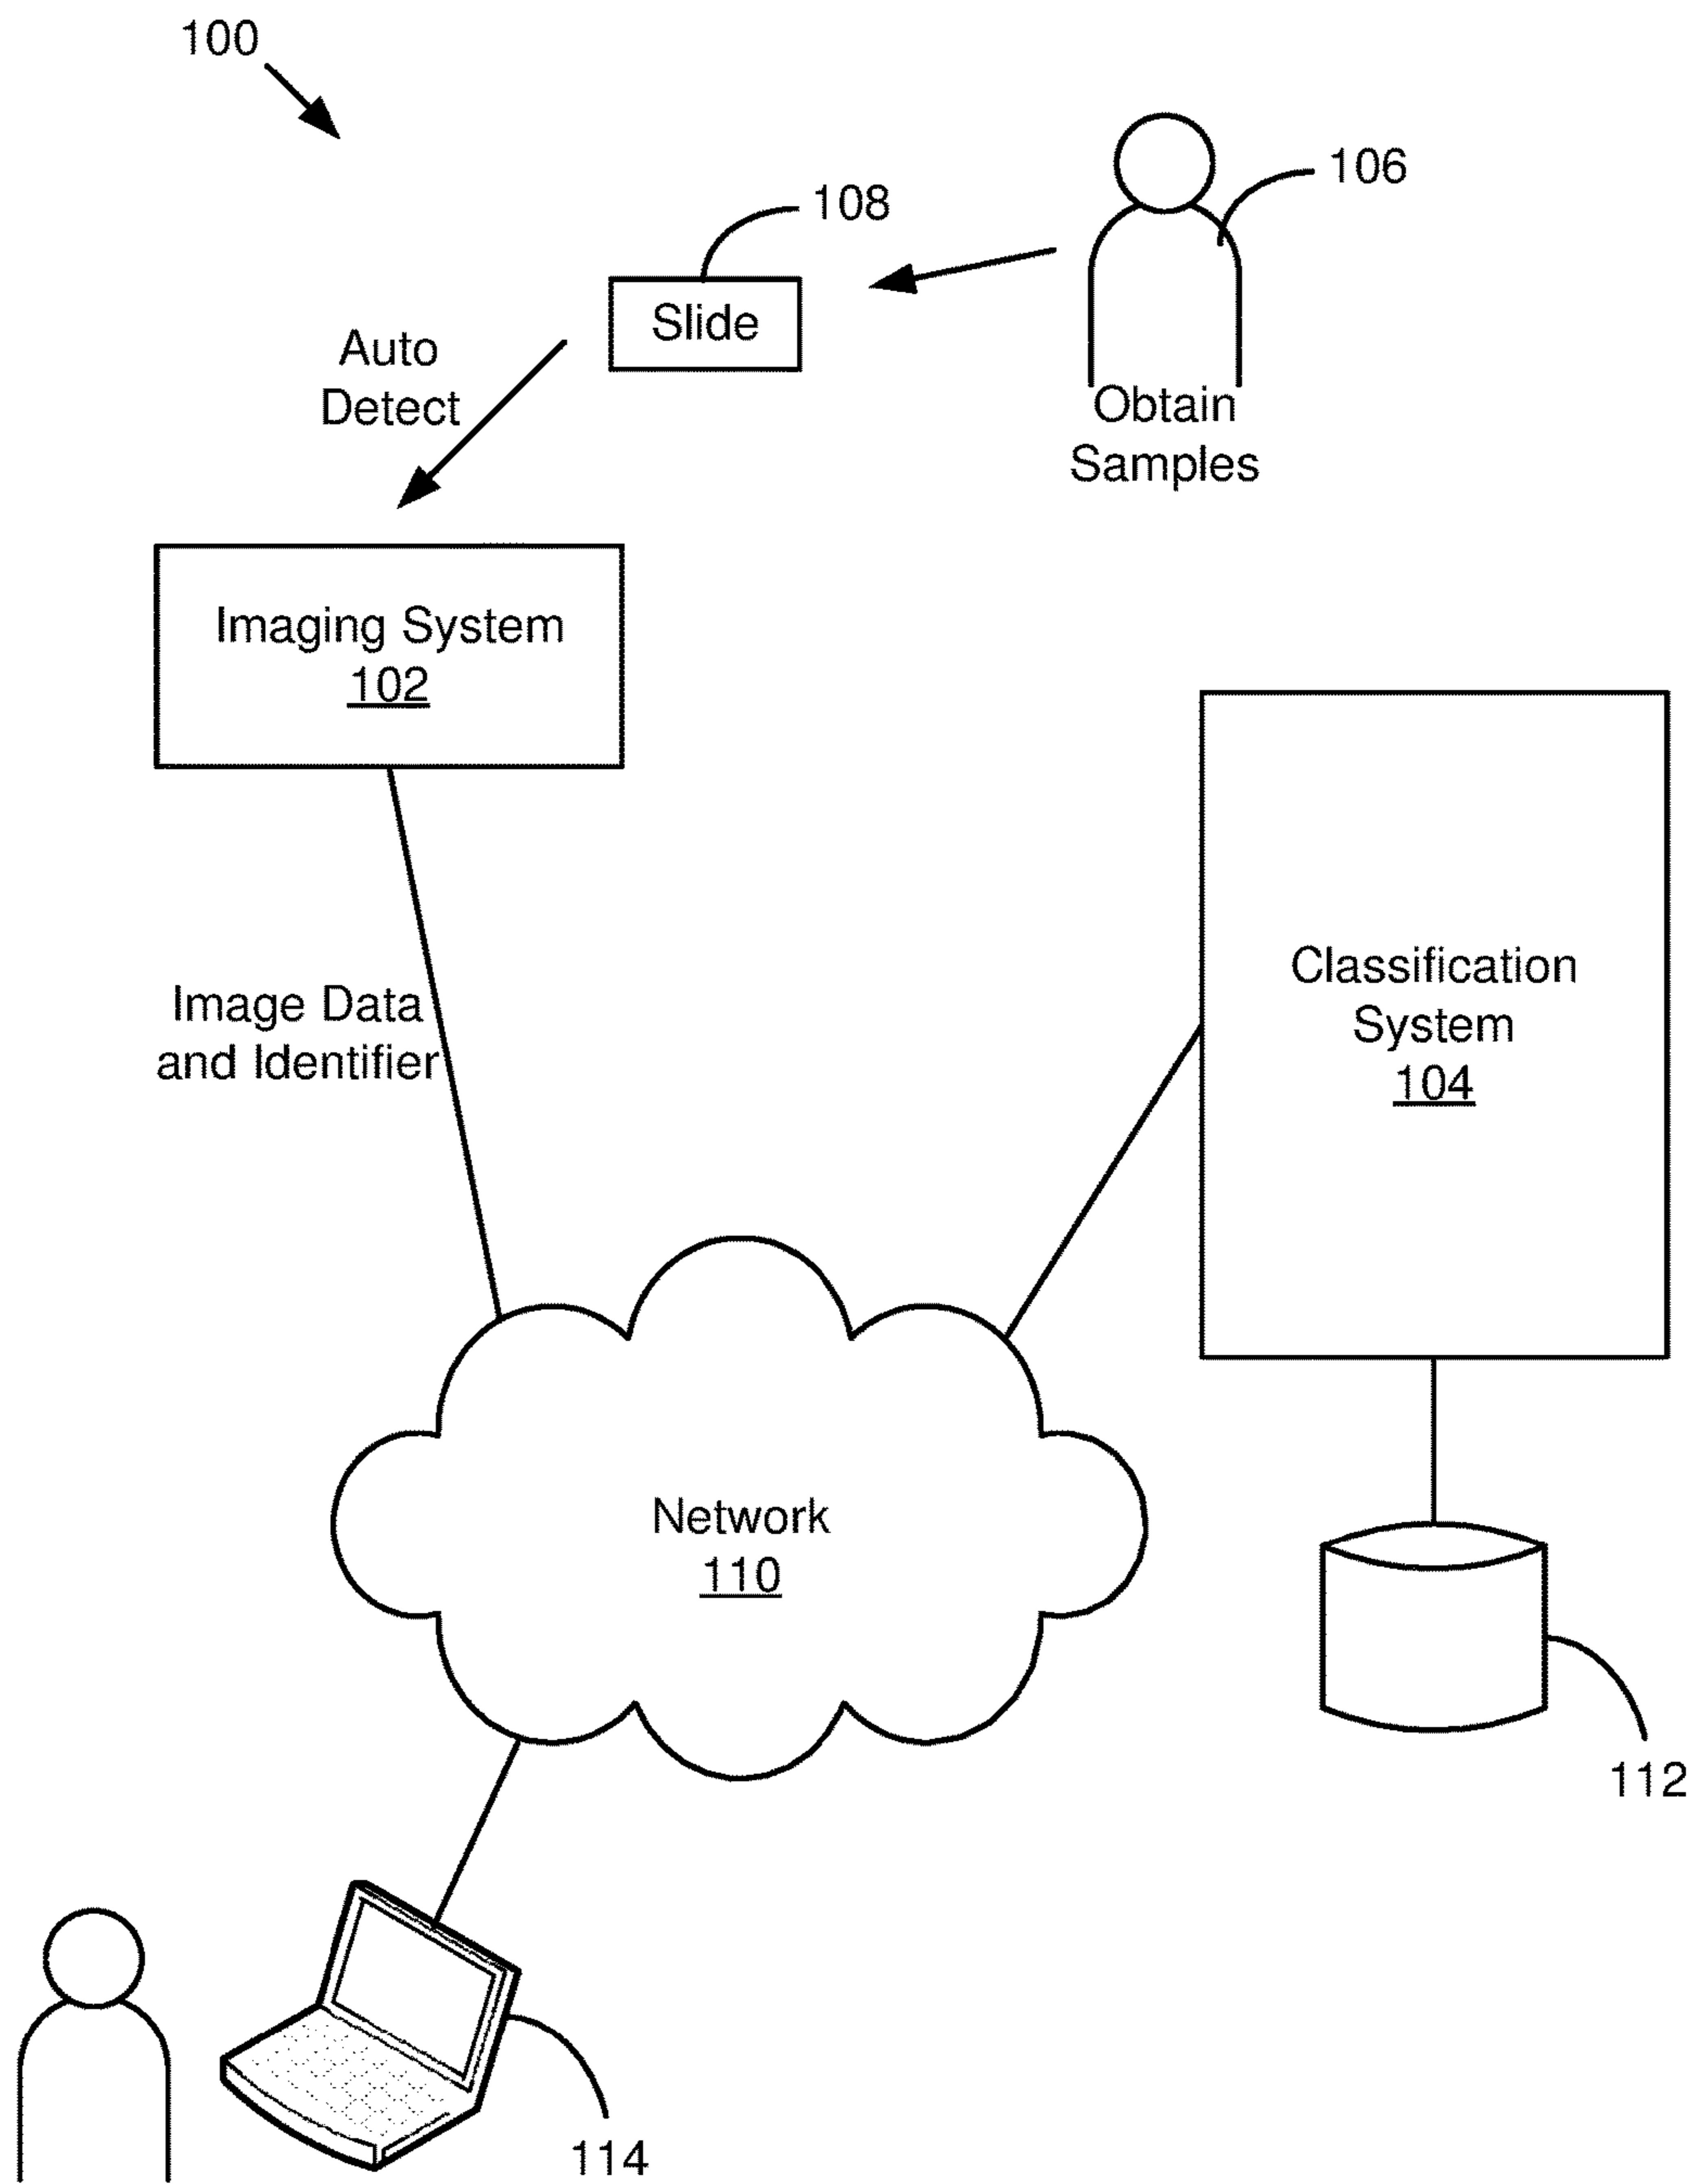 100
106
108
Slide
Auto
Detect
Obtain
Samples
Imaging System
102
Classification
System
104
Image Data
and Identifier
Network
110
112
114